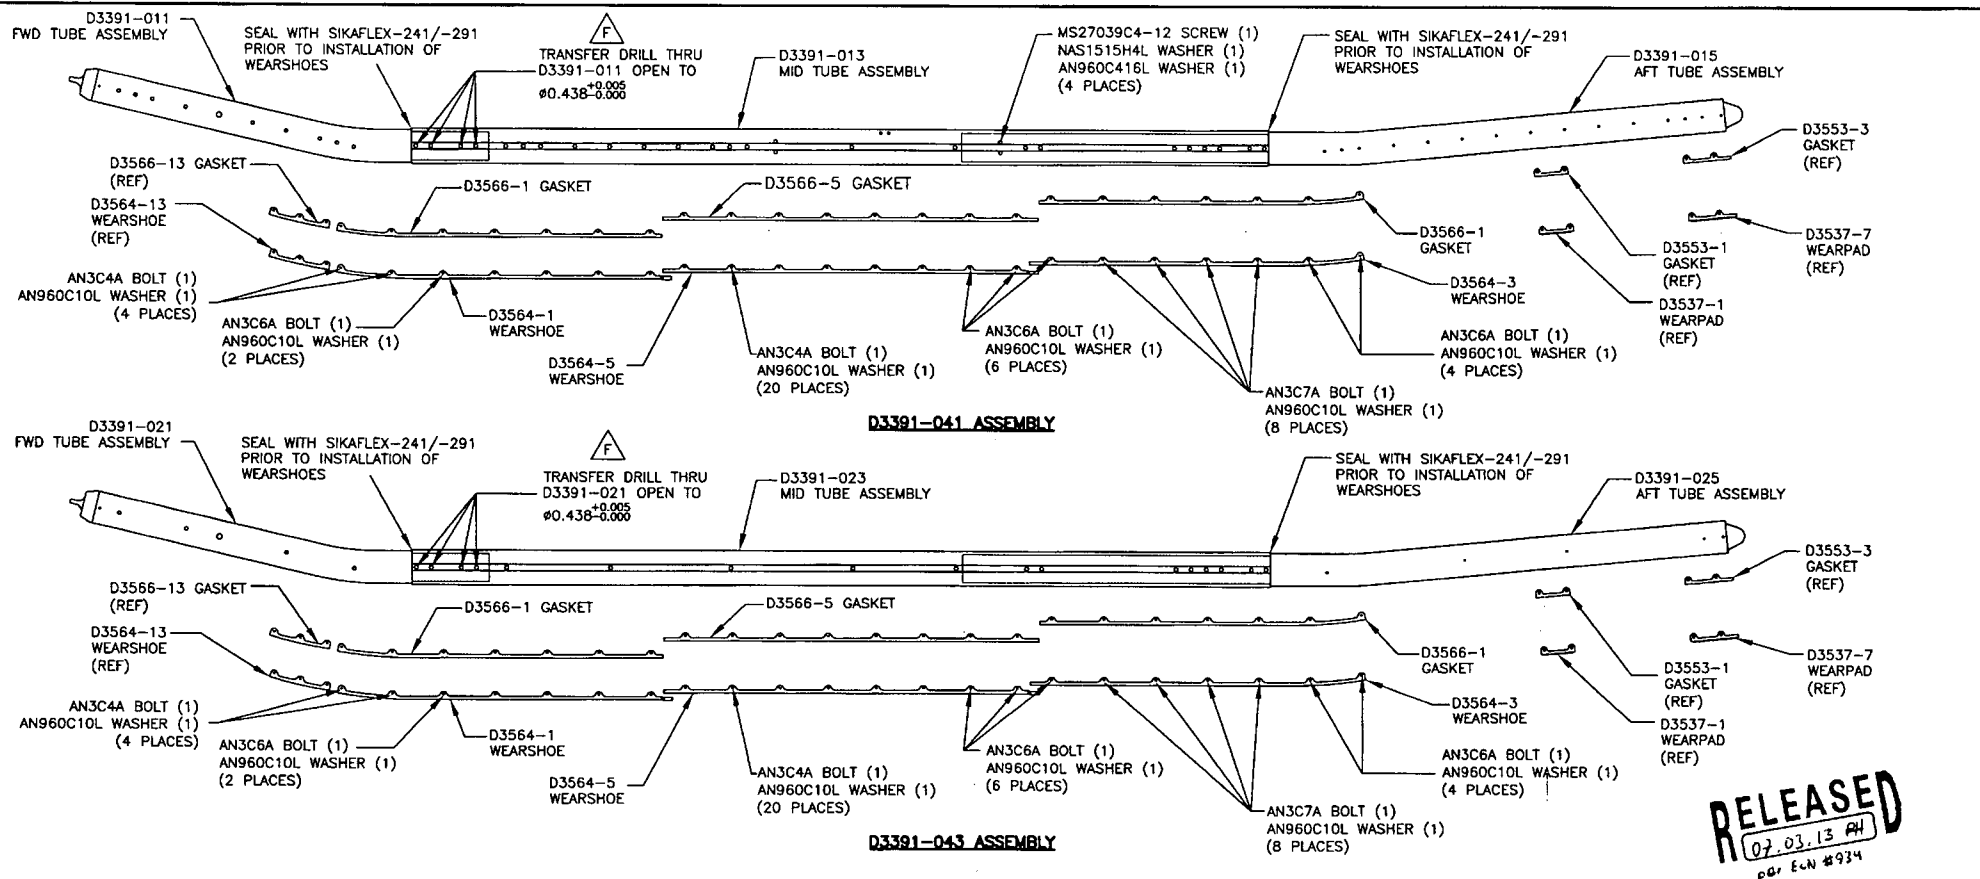 D3391-011
FWD TUBE ASSEMBLY
SEAL WITH SIKAFLEX-241/-291
PRIOR TO INSTALLATION OF
WEARSHOES
F
TRANSFER DRILL THRU
D3391-011 OPEN TO
ø0.438+0.005-0.000
D3391-013
MID TUBE ASSEMBLY
MS27039C4-12 SCREW (1)
NAS1515H4L WASHER (1)
AN960C416L WASHER (1)
(4 PLACES)
SEAL WITH SIKAFLEX-241/-291
PRIOR TO INSTALLATION OF
WEARSHOES
D3391-015
AFT TUBE ASSEMBLY
D3553-3
GASKET
(REF)
D3566-13 GASKET
(REF)
D3566-1 GASKET
D3566-5 GASKET
D3564-13
WEARSHOE
(REF)
D3566-1
GASKET
D3553-1
GASKET
(REF)
D3537-7
WEARPAD
(REF)
AN3C4A BOLT (1)
AN960C10L WASHER (1)
(4 PLACES)
AN3C6A BOLT (1)
AN960C10L WASHER (1)
(2 PLACES)
D3564-1
WEARSHOE
D3564-5
WEARSHOE
AN3C4A BOLT (1)
AN960C10L WASHER (1)
(20 PLACES)
AN3C6A BOLT (1)
AN960C10L WASHER (1)
(6 PLACES)
D3564-3
WEARSHOE
D3537-1
WEARPAD
(REF)
AN3C6A BOLT (1)
AN960C10L WASHER (1)
(4 PLACES)
AN3C7A BOLT (1)
AN960C10L WASHER (1)
(8 PLACES)
D3391-041 ASSEMBLY
D3391-021
FWD TUBE ASSEMBLY
SEAL WITH SIKAFLEX-241/-291
PRIOR TO INSTALLATION OF
WEARSHOES
F
TRANSFER DRILL THRU
D3391-021 OPEN TO
ø0.438+0.005-0.000
D3391-023
MID TUBE ASSEMBLY
SEAL WITH SIKAFLEX-241/-291
PRIOR TO INSTALLATION OF
WEARSHOES
D3391-025
AFT TUBE ASSEMBLY
D3553-3
GASKET
(REF)
D3566-13 GASKET
(REF)
D3566-1 GASKET
D3566-5 GASKET
D3564-13
WEARSHOE
(REF)
D3566-1
GASKET
D3553-1
GASKET
(REF)
D3537-7
WEARPAD
(REF)
AN3C4A BOLT (1)
AN960C10L WASHER (1)
(4 PLACES)
AN3C6A BOLT (1)
AN960C10L WASHER (1)
(2 PLACES)
D3564-1
WEARSHOE
D3564-5
WEARSHOE
AN3C4A BOLT (1)
AN960C10L WASHER (1)
(20 PLACES)
AN3C6A BOLT (1)
AN960C10L WASHER (1)
(6 PLACES)
D3564-3
WEARSHOE
D3537-1
WEARPAD
(REF)
AN3C6A BOLT (1)
AN960C10L WASHER (1)
(4 PLACES)
AN3C7A BOLT (1)
AN960C10L WASHER (1)
(8 PLACES)
D3391-043 ASSEMBLY
RELEASED
07.03.13 PH
per ECN #934